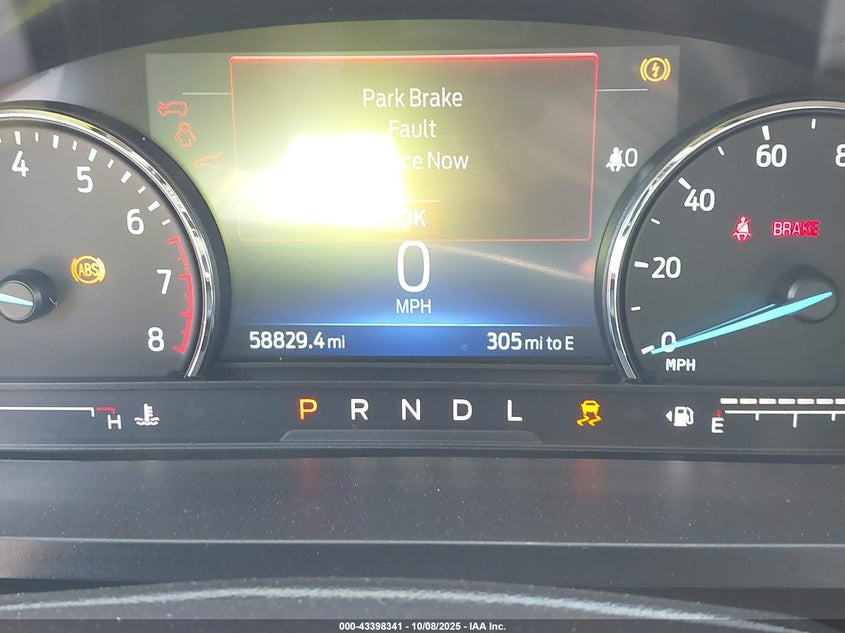 Park Brake
Fault
Now
OK
0
MPH
58829.4 mi
305 mi to E
4
5
6
7
8
ABS
0
20
40
60
8
MPH
BRAKE
H
P R N D L
E
000-43398341 - 10/08/2025 - IAA Inc.